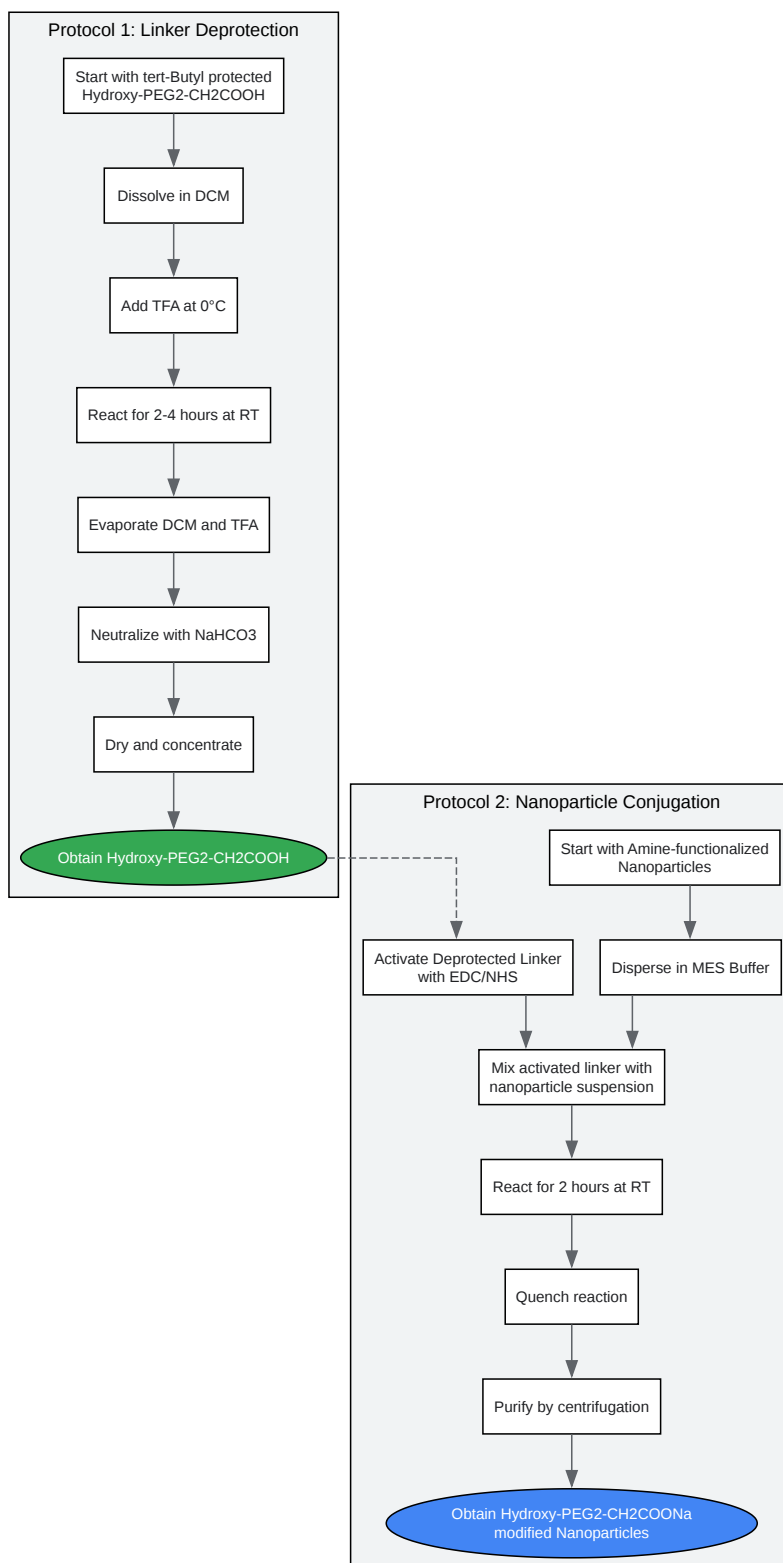 Protocol 1: Linker Deprotection
Start with tert-Butyl protected
Hydroxy-PEG2-CH2COOH
Dissolve in DCM
Add TFA at 0°C
React for 2-4 hours at RT
Evaporate DCM and TFA
Neutralize with NaHCO3
Dry and concentrate
Obtain Hydroxy-PEG2-CH2COOH
Protocol 2: Nanoparticle Conjugation
Start with Amine-functionalized
Nanoparticles
Activate Deprotected Linker
with EDC/NHS
Disperse in MES Buffer
Mix activated linker with
nanoparticle suspension
React for 2 hours at RT
Quench reaction
Purify by centrifugation
Obtain Hydroxy-PEG2-CH2COONa
modified Nanoparticles